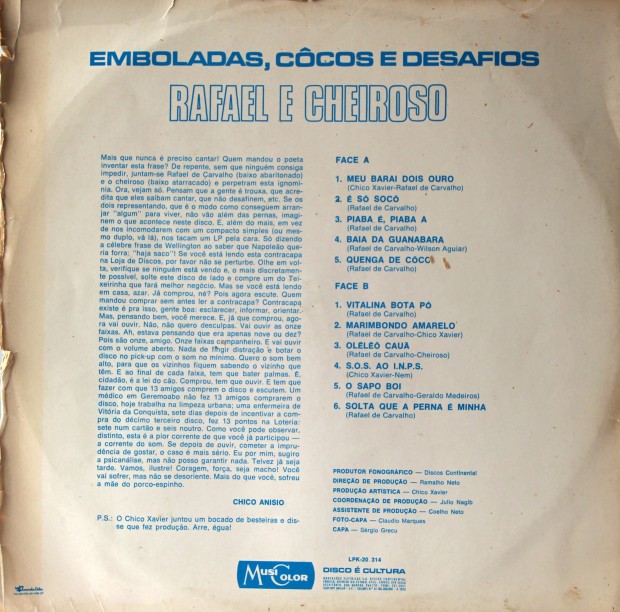 EMBOLADAS, CÔCOS E DESAFIOS
RAFAEL E CHEIROSO
Mais que nunca é preciso cantar! Quem mandou o poeta
inventar esta frase? De repente, sem que ninguém consiga
impedir, juntam-se Rafael de Carvalho (baixo abaritonado)
e o cheiroso (baixo atarracado) e perpetram esta ignomí-
nia. Ora, vejam só. Pensam que a gente é trouxa, que acre-
dita que eles saibam cantar, que não desafinem, etc. Se os
dois representando, que é o modo como conseguem arran-
jar "algum" para viver, não vão além das pernas, imagi-
nem o que acontece neste disco. E, além do mais, em vez
de nos incomodarem com um compacto simples (ou mes-
mo duplo, vá lá), nos tacam um LP pela cara. Só dizendo
a célebre frase de Wellington ao saber que Napoleão que-
ria forra: "haja saco"! Se você está lendo esta contracapa
na Loja de Discos, por favor não se perturbe. Olhe em vol-
ta, verifique se ninguém está vendo e, o mais discretamen-
te possível, solte este disco de lado e compre um do Tei-
xeirinha que fará melhor negócio. Mas se você está lendo
em casa, azar. Já comprou, né? Pois agora escute. Quem
mandou comprar sem antes ler a contracapa? Contracapa
existe é pra isso, gente boa: esclarecer, informar, orientar.
Mas, pensando bem, você merece. E, já que comprou, ago-
ra vai ouvir. Não, não quero desculpas. Vai ouvir as onze
faixas. Ah, estava pensando que era apenas nove ou dez?
Pois são onze, amigo. Onze faixas campeiam. E vai ouvir
com o volume aberto. Nada de fingir distração e botar o
disco no pick-up com o som no mínimo. Quero o som bem
alto, para que os vizinhos fiquem sabendo o vizinho que
têm. E ao final de cada faixa, tem que bater palmas. É,
cidadão, é a lei do cão. Comprou, tem que ouvir. E tem que
fazer com que 13 amigos comprem o disco e escutem. Um
médico em Geremoabo não fez 13 amigos comprarem o
disco, hoje trabalha na limpeza urbana; uma enfermeira de
Vitória da Conquista, sete dias depois de incentivar a com-
pra do décimo terceiro disco, fez 13 pontos na Loteria:
sete num cartão e seis noutro. Como você pode observar,
distinto, esta é a pior corrente de que você já participou —
a corrente do som. Se depois de ouvir, cometer a impru-
dência de gostar, o caso é mais sério. Eu por mim, sugiro
a psicanálise, mas não posso garantir nada. Telvez já seja
tarde. Vamos, ilustre! Coragem, força, seja macho! Você
vai sofrer, mas não se desoriente. Mais do que você, sofreu
a mãe do porco-espinho.
CHICO ANISIO
P.S.: O Chico Xavier juntou um bocado de besteiras e dis-
se que fez produção. Arre, égua!
FACE A
1. MEU BARAI DOIS OURO
(Chico Xavier-Rafael de Carvalho)
2. É SÓ SOCÓ
(Rafael de Carvalho)
3. PIABA É, PIABA A
(Rafael de Carvalho)
4. BAIA DA GUANABARA
(Rafael de Carvalho-Wilson Aguiar)
5. QUENGA DE CÔCO
(Rafael de Carvalho)
FACE B
1. VITALINA BOTA PÓ
(Rafael de Carvalho)
2. MARIMBONDO AMARELO
(Rafael de Carvalho-Chico Xavier)
3. OLÊLÊO CAUÃ
(Rafael de Carvalho-Cheiroso)
4. S.O.S. AO I.N.P.S.
(Chico Xavier-Nem)
5. O SAPO BOI
(Rafael de Carvalho-Geraldo Medeiros)
6. SOLTA QUE A PERNA É MINHA
(Rafael de Carvalho)
PRODUTOR FONOGRÁFICO — Discos Continental
DIREÇÃO DE PRODUÇÃO — Ramalho Neto
PRODUÇÃO ARTÍSTICA — Chico Xavier
COORDENAÇÃO DE PRODUÇÃO — Julio Nagib
ASSISTENTE DE PRODUÇÃO — Coelho Neto
FOTO-CAPA — Claudio Marques
CAPA — Sérgio Grecu
LPK-20.314
MUSICOLOR
DISCO É CULTURA